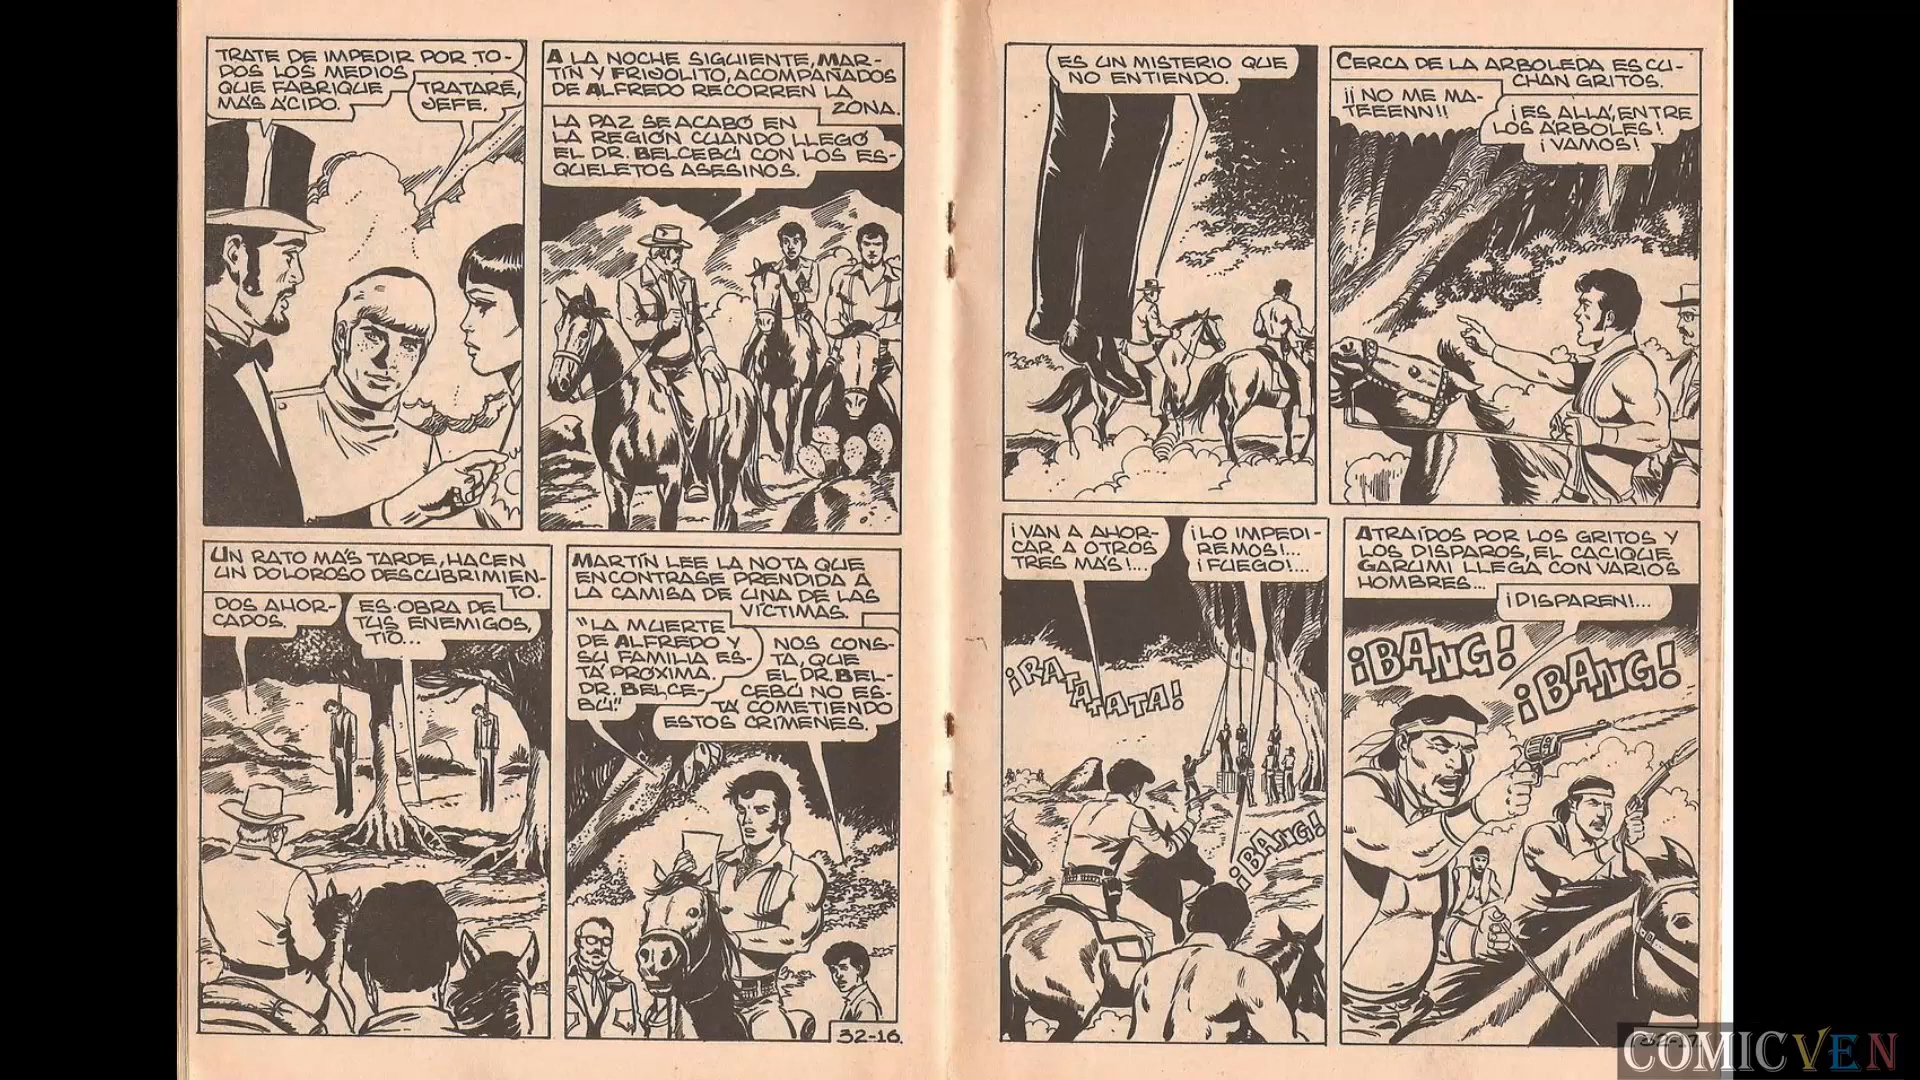 TRATE DE IMPEDIR POR TO-
DOS LOS MEDIOS
QUE FABRIQUE
MÁS ÁCIDO.
TRATARÉ,
JEFE.
A LA NOCHE SIGUIENTE, MAR-
TÍN Y FRIJOLITO, ACOMPAÑADOS
DE ALFREDO RECORREN LA
ZONA.
LA PAZ SE ACABÓ EN
LA REGIÓN CUANDO LLEGÓ
EL DR. BELCEBÚ CON LOS ES-
QUELETOS ASESINOS.
UN RATO MÁS TARDE, HACEN
UN DOLOROSO DESCUBRIMIEN-
TO.
DOS AHOR-
CADOS.
ES OBRA DE
TUS ENEMIGOS,
TÍO...
MARTÍN LEE LA NOTA QUE
ENCONTRASE PRENDIDA A
LA CAMISA DE UNA DE LAS
VÍCTIMAS.
"LA MUERTE
DE ALFREDO Y
SU FAMILIA ES-
TÁ PRÓXIMA.
DR. BELCE-
BÚ."
NOS CONS-
TA, QUE
EL DR. BEL-
CEBÚ NO ES-
TÁ COMETIENDO
ESTOS CRÍMENES.
32-16.
ES UN MISTERIO QUE
NO ENTIENDO.
CERCA DE LA ARBOLEDA ESCU-
CHAN GRITOS.
¡¡NO ME MA-
TEEENN!!
¡ES ALLÁ, ENTRE
LOS ÁRBOLES!
¡VAMOS!
¡VAN A AHOR-
CAR A OTROS
TRES MÁS!...
¡LO IMPEDI-
REMOS!...
¡FUEGO!...
¡RATATATATA!
¡BANG!
ATRAÍDOS POR LOS GRITOS Y
LOS DISPAROS, EL CACIQUE
GARUMI LLEGA CON VARIOS
HOMBRES...
¡DISPAREN!...
¡BANG!
¡BANG!
COMICVEN